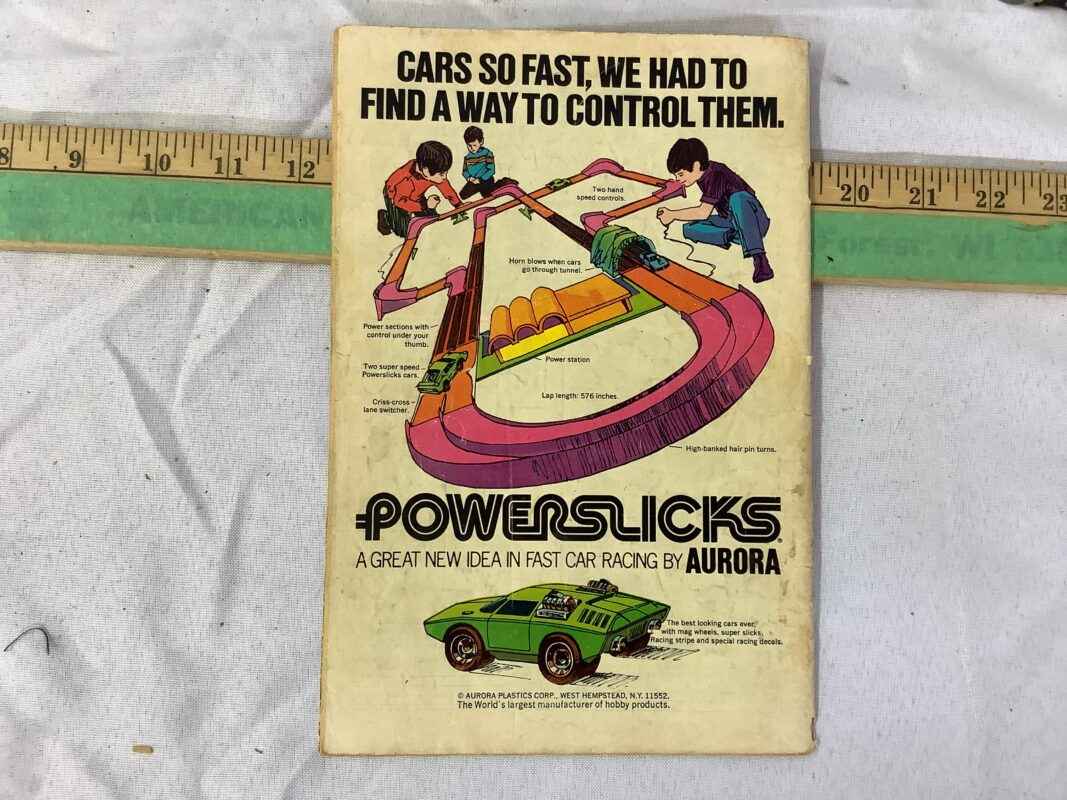 CARS SO FAST, WE HAD TO
FIND A WAY TO CONTROL THEM.
8 9 10 11 12
20 21 22 23
Two hand
speed controls.
Horn blows when cars
go through tunnel.
Power sections with
control under your
thumb.
Power station
Two super speed
Powerslicks cars.
Lap length: 576 inches.
Criss-cross
lane switcher.
High-banked hair pin turns.
POWERSLICKS®
A GREAT NEW IDEA IN FAST CAR RACING BY AURORA
The best looking cars ever,
with mag wheels, super slicks,
Racing stripe and special racing decals.
© AURORA PLASTICS CORP., WEST HEMPSTEAD, N.Y. 11552.
The World's largest manufacturer of hobby products.